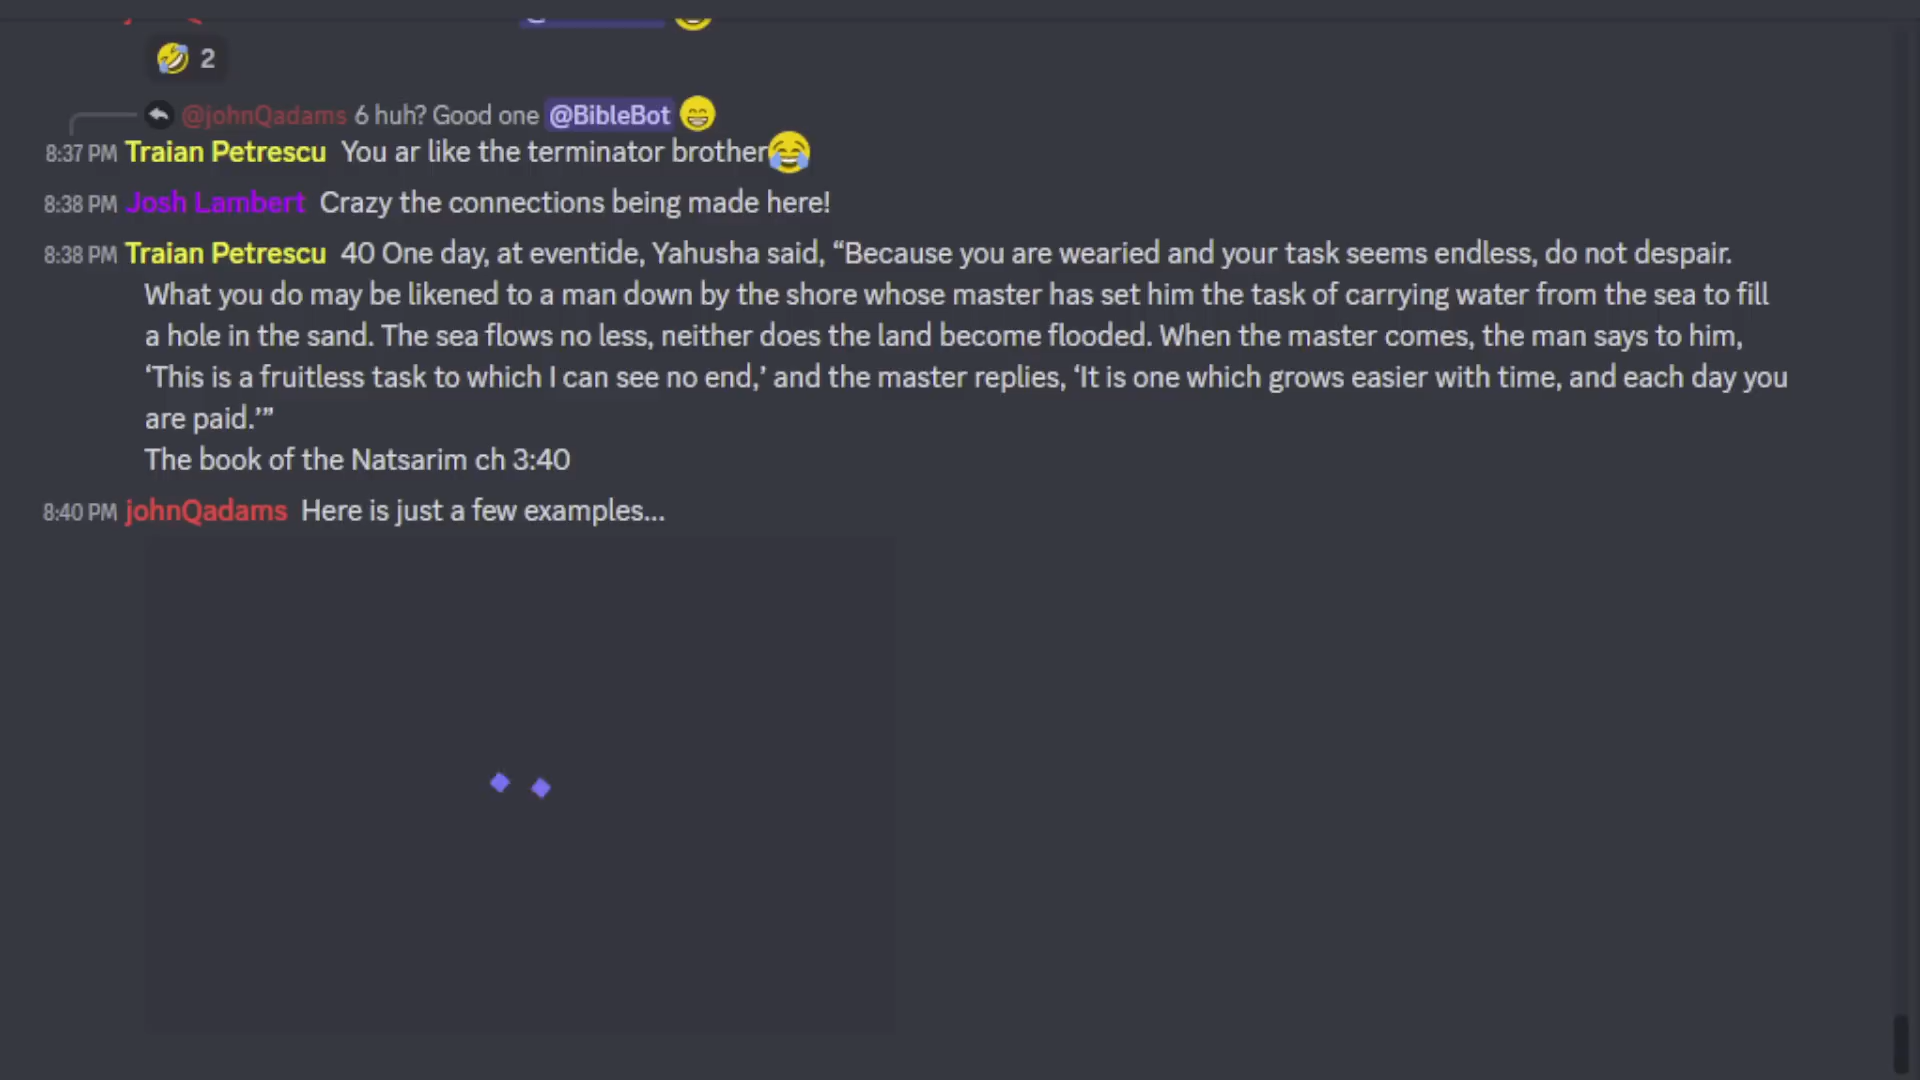 2
@johnQadams 6 huh? Good one @BibleBot
8:37 PM Traian Petrescu You ar like the terminator brother
8:38 PM Josh Lambert Crazy the connections being made here!
8:38 PM Traian Petrescu 40 One day, at eventide, Yahusha said, “Because you are wearied and your task seems endless, do not despair.
What you do may be likened to a man down by the shore whose master has set him the task of carrying water from the sea to fill
a hole in the sand. The sea flows no less, neither does the land become flooded. When the master comes, the man says to him,
‘This is a fruitless task to which I can see no end,’ and the master replies, ‘It is one which grows easier with time, and each day you
are paid.’”
The book of the Natsarim ch 3:40
8:40 PM johnQadams Here is just a few examples...